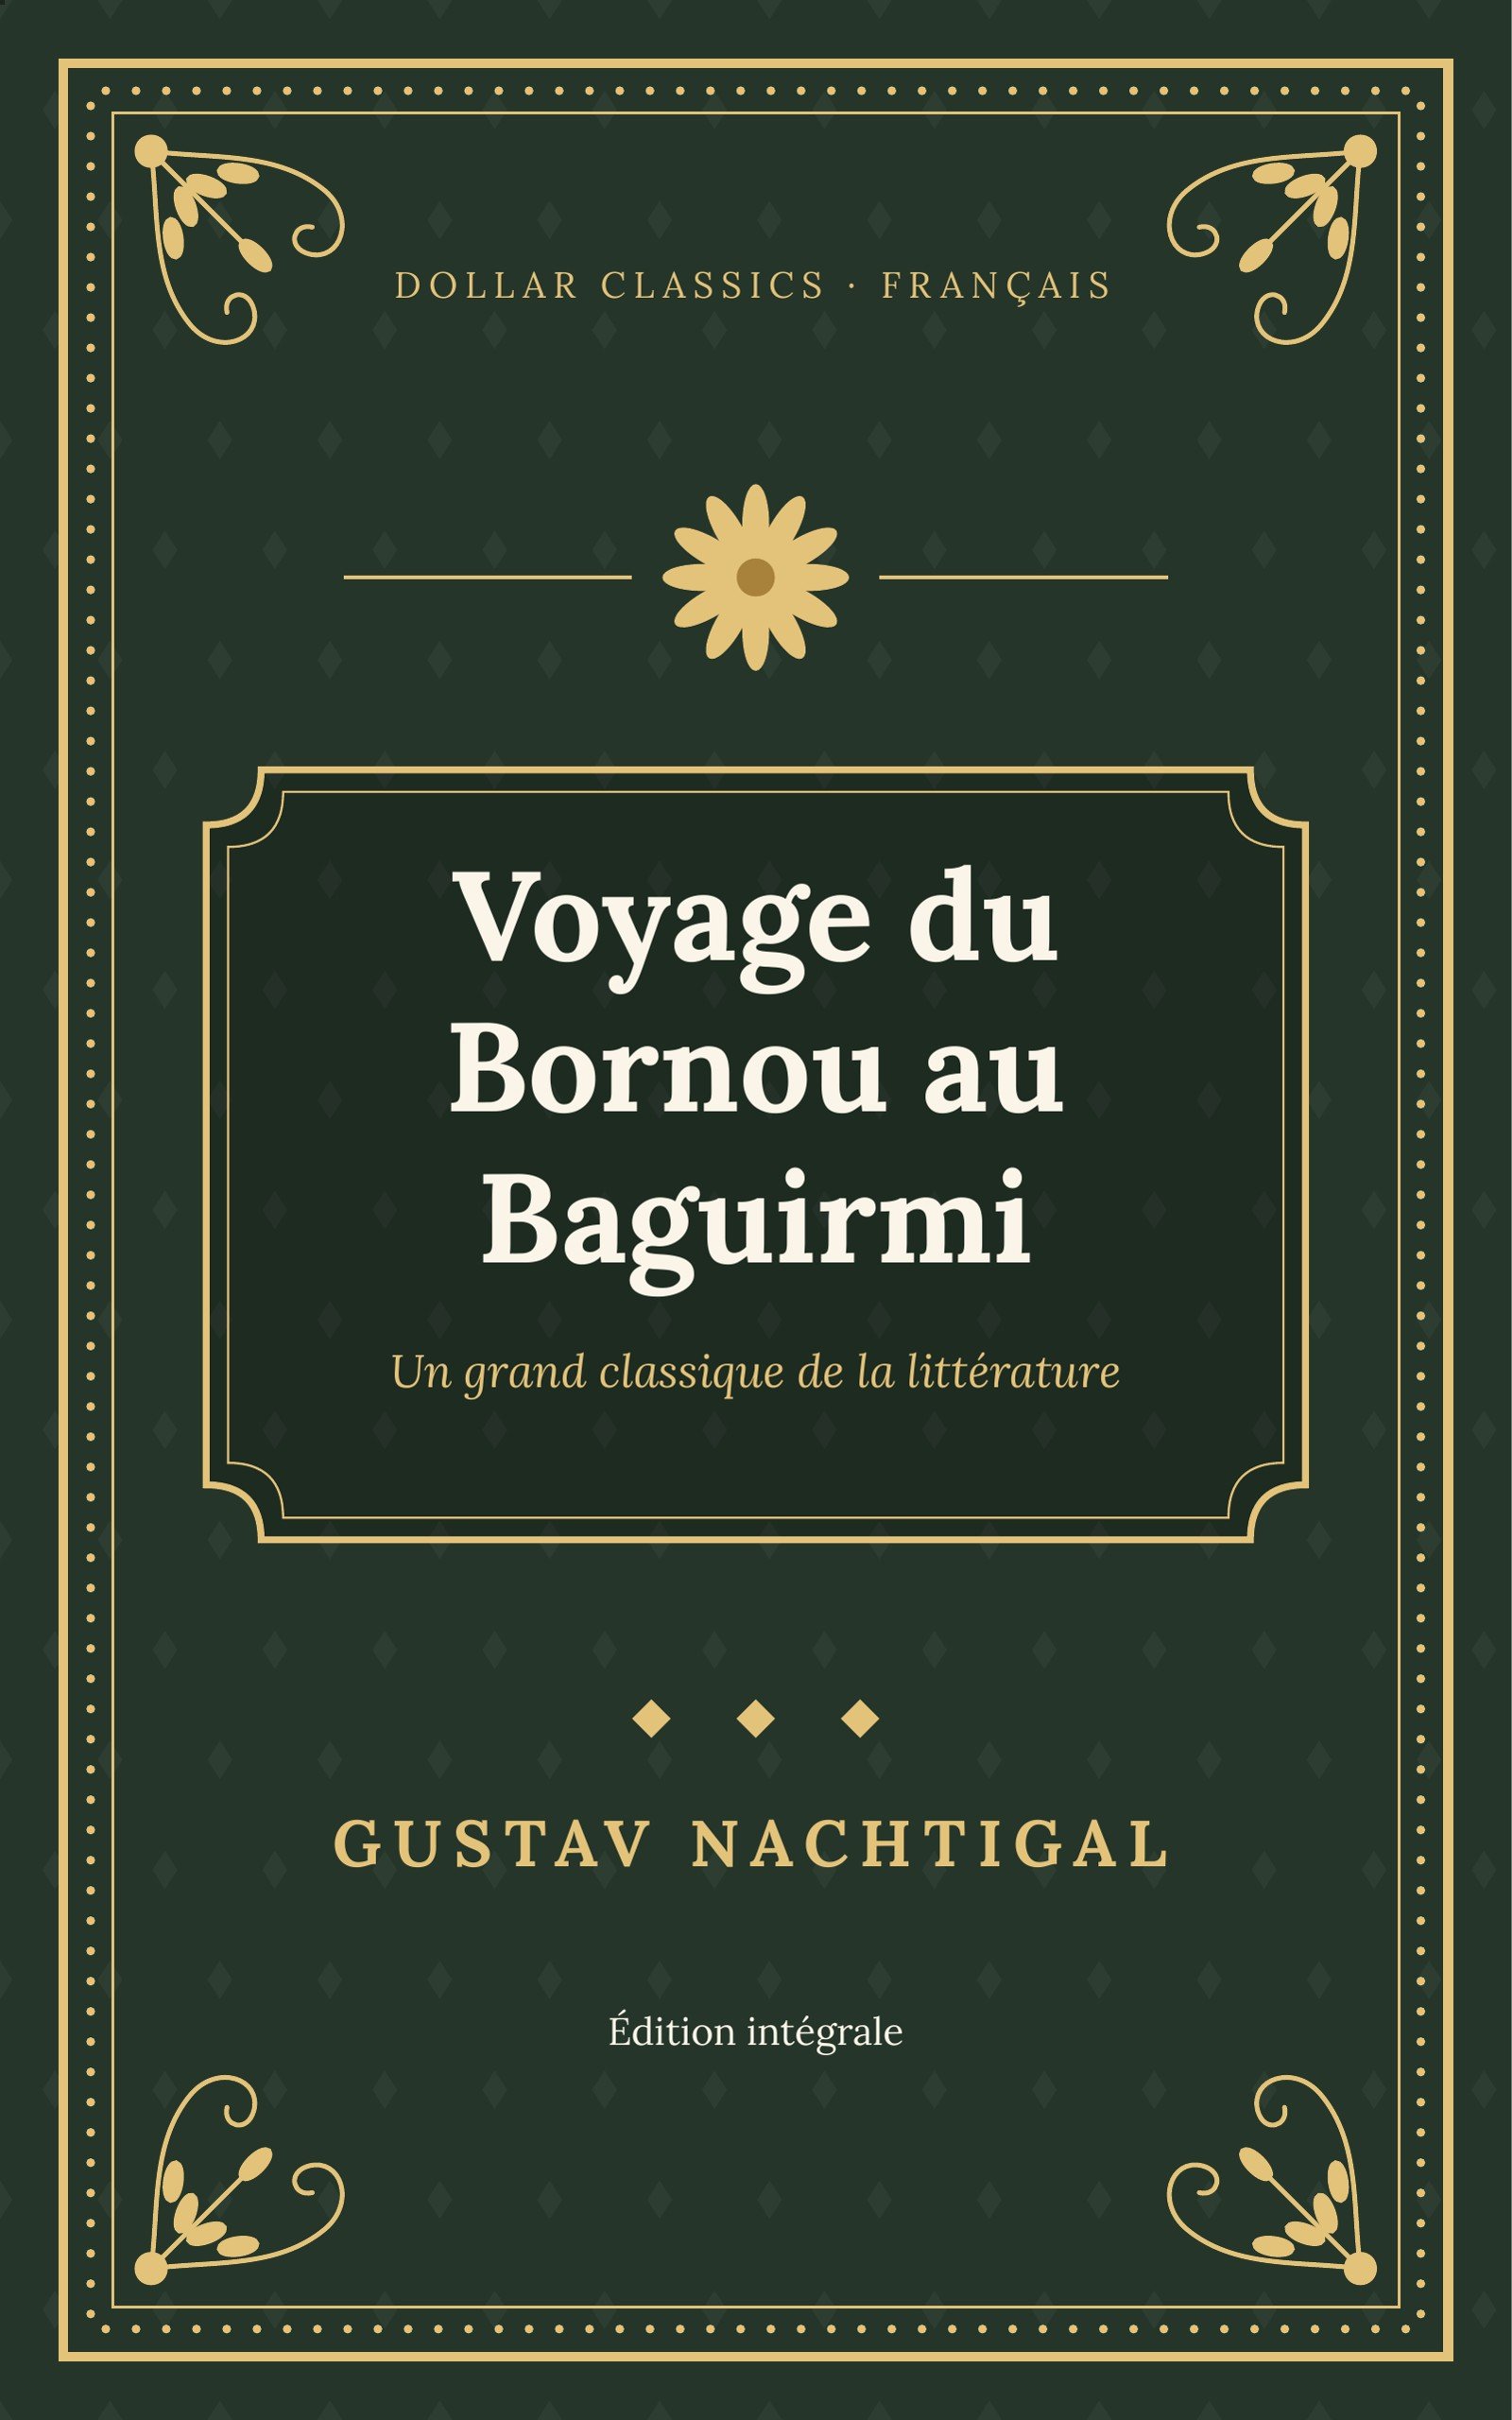 DOLLAR CLASSICS · FRANÇAIS
Voyage du
Bornou au
Baguirmi
Un grand classique de la littérature
GUSTAV NACHTIGAL
Édition intégrale